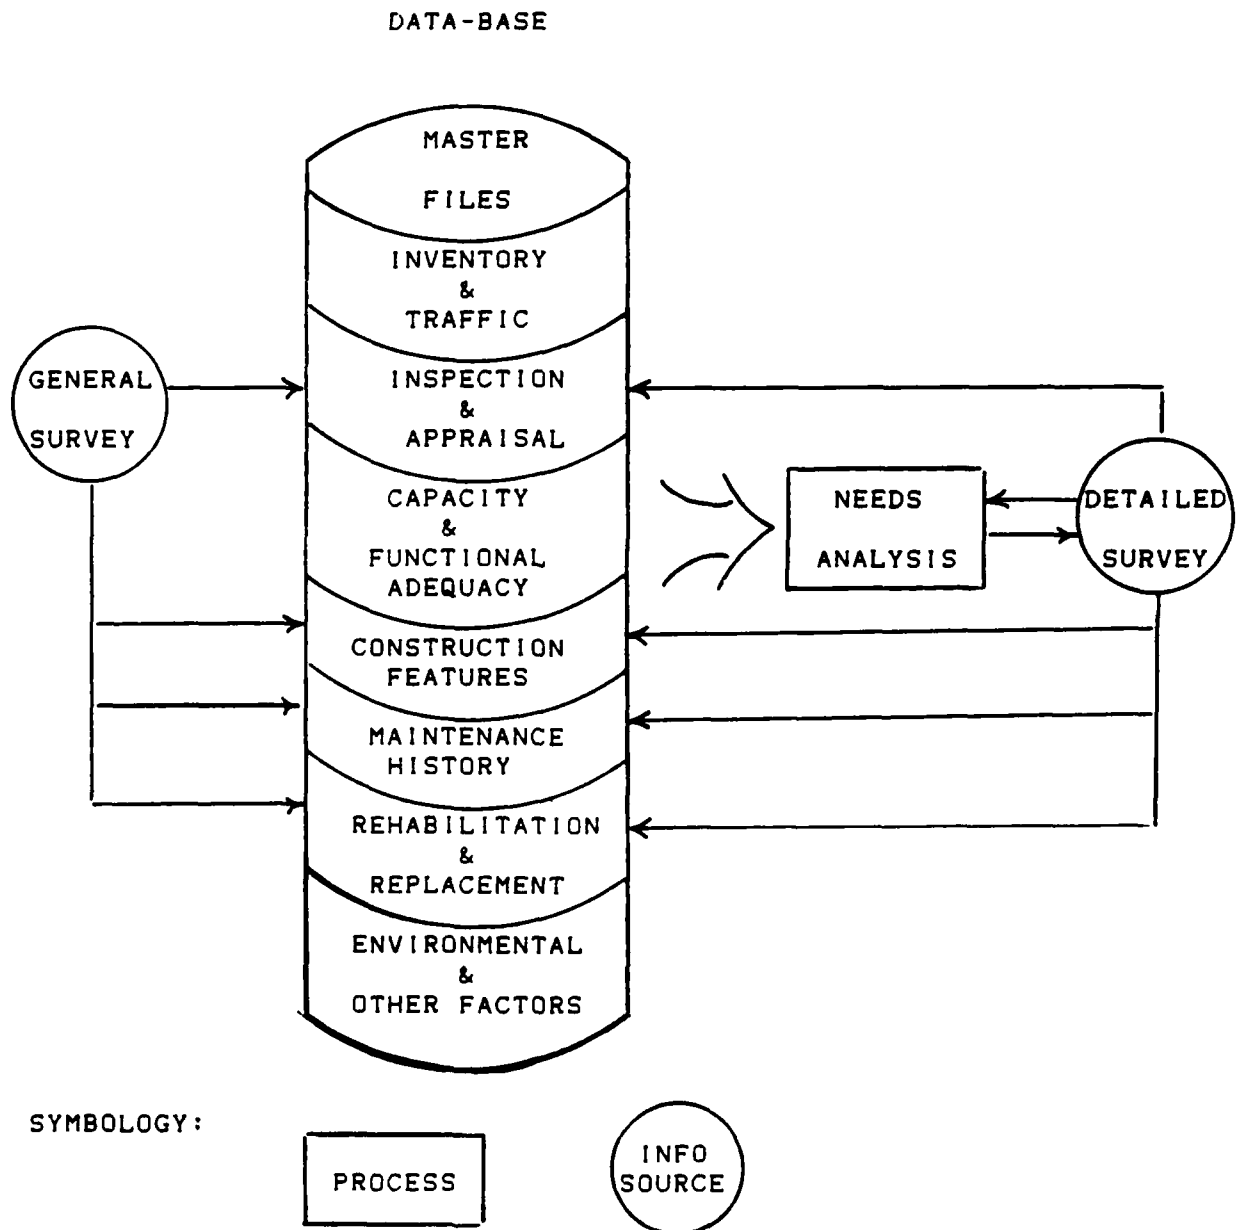 DATA-BASE
MASTER
FILES
INVENTORY
&
TRAFFIC
INSPECTION
&
APPRAISAL
CAPACITY
&
FUNCTIONAL
ADEQUACY
CONSTRUCTION
FEATURES
MAINTENANCE
HISTORY
REHABILITATION
&
REPLACEMENT
ENVIRONMENTAL
&
OTHER FACTORS
GENERAL
SURVEY
NEEDS
ANALYSIS
DETAILED
SURVEY
SYMBOLOGY:
PROCESS
INFO
SOURCE